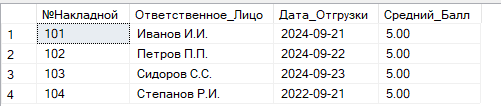 №Накладной Ответственное_Лицо Дата_Отгрузки Средний_Балл
1 101 Иванов И.И. 2024-09-21 5.00
2 102 Петров П.П. 2024-09-22 5.00
3 103 Сидоров С.С. 2024-09-23 5.00
4 104 Степанов Р.И. 2022-09-21 5.00